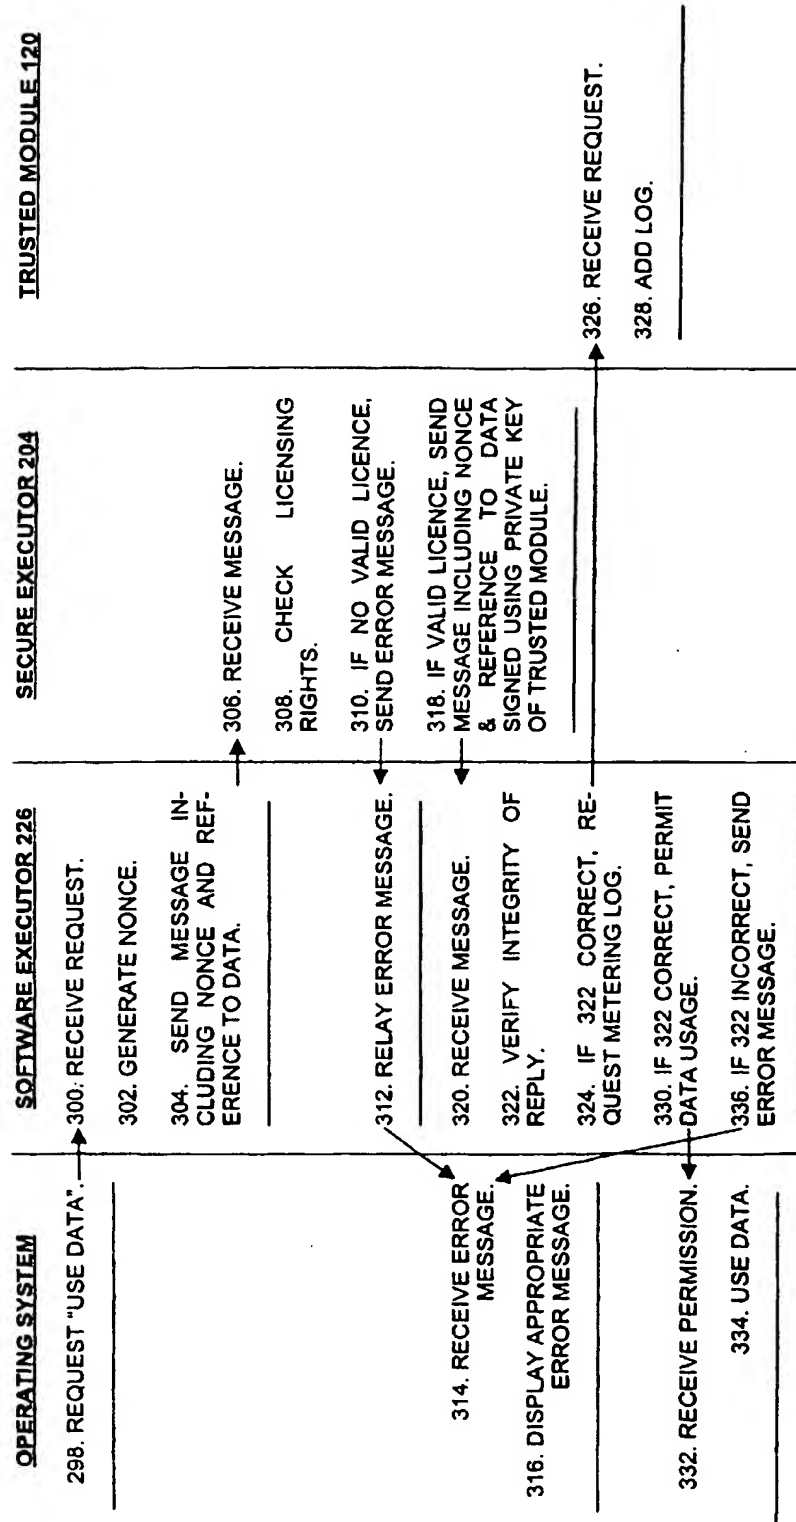 OPERATING SYSTEM
298. REQUEST "USE DATA".
314. RECEIVE ERROR
MESSAGE.
316. DISPLAY APPROPRIATE
ERROR MESSAGE.
332. RECEIVE PERMISSION.
334. USE DATA.
SOFTWARE EXECUTOR 226
300. RECEIVE REQUEST.
302. GENERATE NONCE.
304. SEND MESSAGE IN-
CLUDING NONCE AND REF-
ERENCE TO DATA.
312. RELAY ERROR MESSAGE.
320. RECEIVE MESSAGE.
322. VERIFY INTEGRITY OF
REPLY.
324. IF 322 CORRECT, RE-
QUEST METERING LOG.
330. IF 322 CORRECT, PERMIT
DATA USAGE.
336. IF 322 INCORRECT, SEND
ERROR MESSAGE.
SECURE EXECUTOR 204
306. RECEIVE MESSAGE.
308. CHECK LICENSING
RIGHTS.
310. IF NO VALID LICENCE,
SEND ERROR MESSAGE.
318. IF VALID LICENCE, SEND
MESSAGE INCLUDING NONCE
& REFERENCE TO DATA
SIGNED USING PRIVATE KEY
OF TRUSTED MODULE.
TRUSTED MODULE 120
326. RECEIVE REQUEST.
328. ADD LOG.